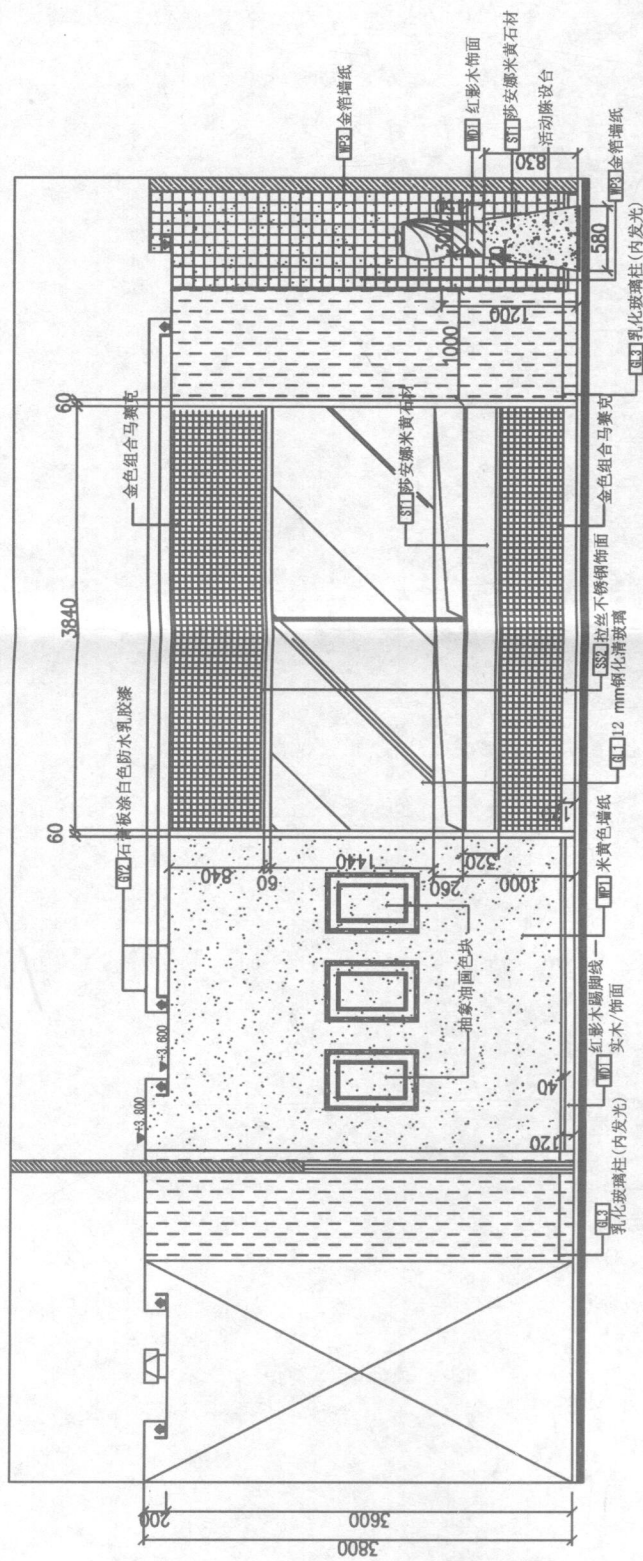 GY2 石膏板涂白色防水乳胶漆
金色组合马赛克
WP3 金箔墙纸
60
3840
60
+3.800
+3.600
200
3600
3800
840
60
1440
260
320
1000
120
40
1000
1200
580
830
抽象油画色块
ST1 莎安娜米黄石材
WD1 红影木饰面
ST1 莎安娜米黄石材
活动陈设台
GL3
乳化玻璃柱(内发光)
WD1 红影木踢脚线
实木/饰面
WP1 米黄色墙纸
GL1 12 mm钢化清玻璃
SS2 拉丝不锈钢饰面
金色组合马赛克
GL3 乳化玻璃柱(内发光)
WP3 金箔墙纸